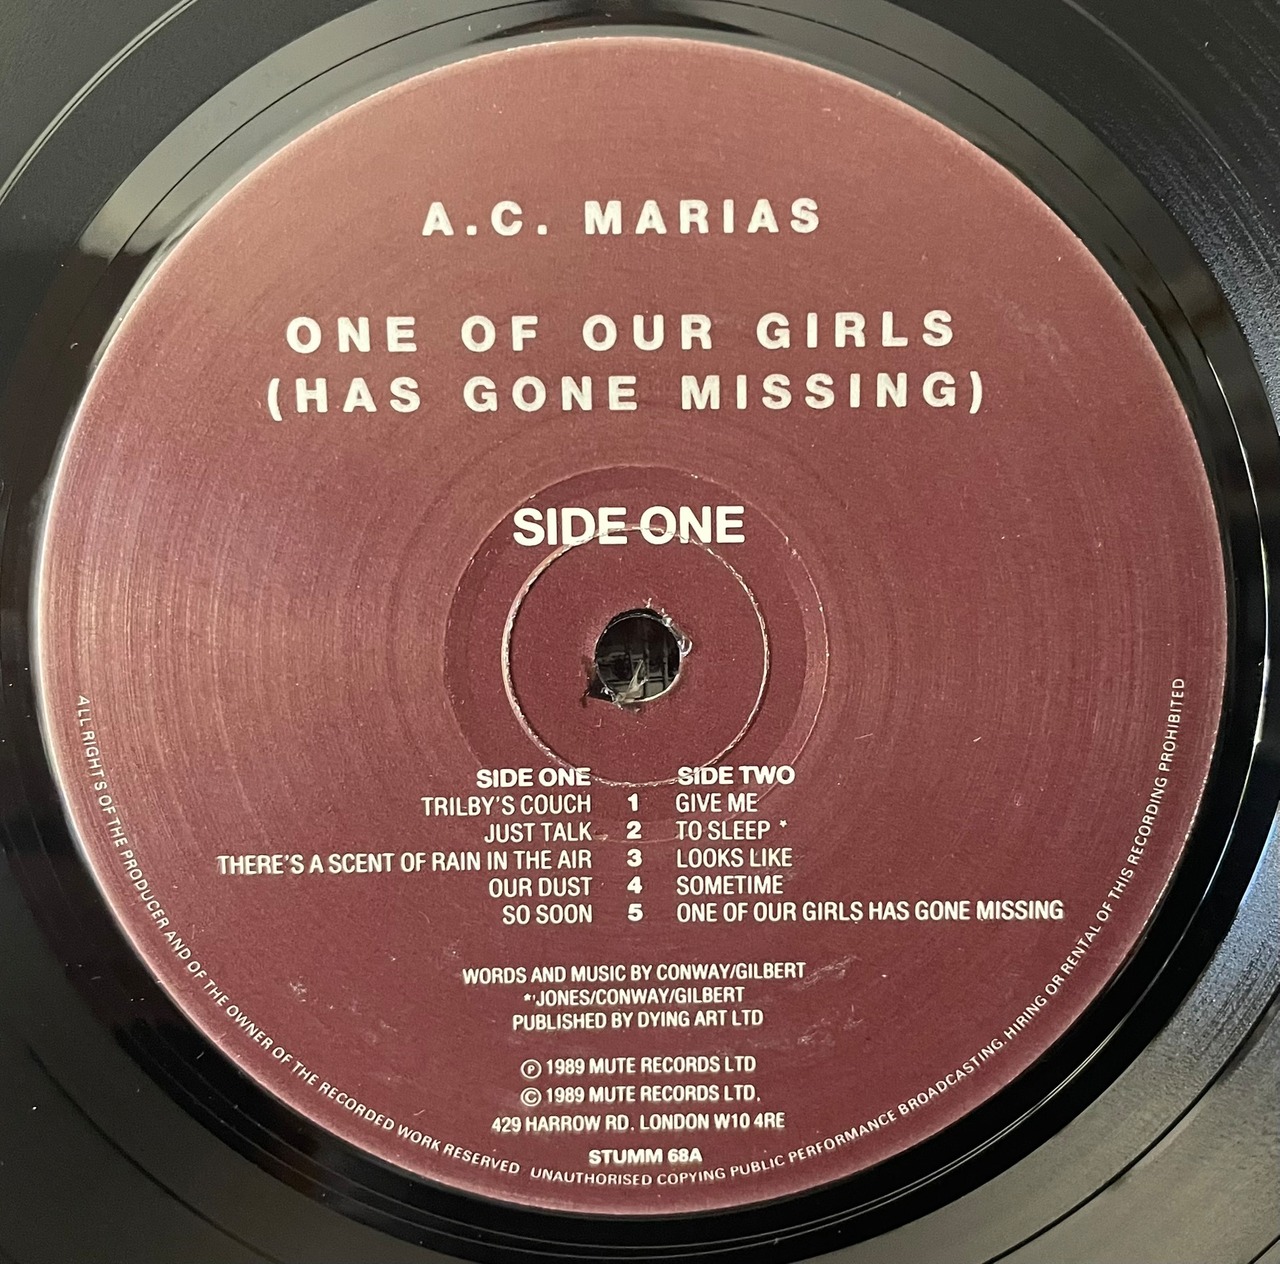 A.C. MARIAS
ONE OF OUR GIRLS
(HAS GONE MISSING)
SIDE ONE
SIDE ONE SIDE TWO
TRILBY'S COUCH 1 GIVE ME
JUST TALK 2 TO SLEEP *
THERE'S A SCENT OF RAIN IN THE AIR 3 LOOKS LIKE
OUR DUST 4 SOMETIME
SO SOON 5 ONE OF OUR GIRLS HAS GONE MISSING
WORDS AND MUSIC BY CONWAY/GILBERT
*JONES/CONWAY/GILBERT
PUBLISHED BY DYING ART LTD
Ⓟ 1989 MUTE RECORDS LTD
© 1989 MUTE RECORDS LTD.
429 HARROW RD. LONDON W10 4RE
STUMM 68A
ALL RIGHTS OF THE PRODUCER AND OF THE OWNER OF THE RECORDED WORK RESERVED UNAUTHORISED COPYING PUBLIC PERFORMANCE BROADCASTING. HIRING OR RENTAL OF THIS RECORDING PROHIBITED